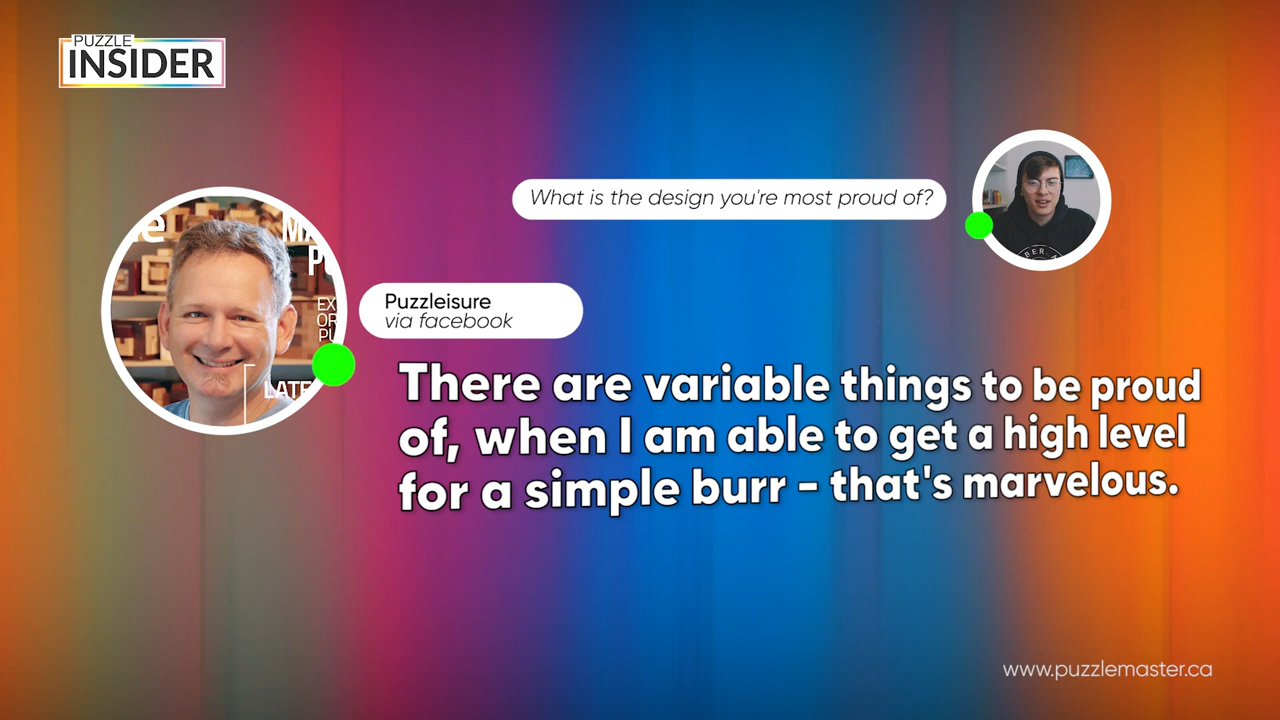 PUZZLE
INSIDER
What is the design you're most proud of?
Puzzleisure
via facebook
There are variable things to be proud
of, when I am able to get a high level
for a simple burr - that's marvelous.
LATE
www.puzzlemaster.ca